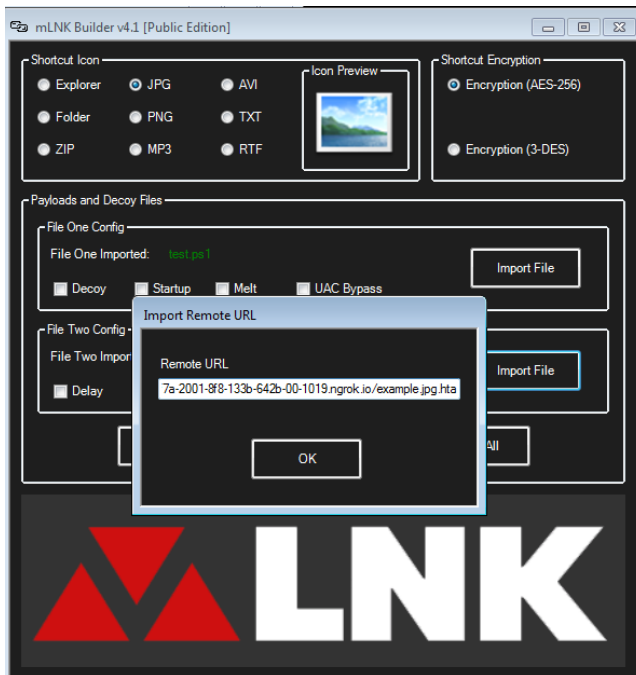 mLNK Builder v4.1 [Public Edition]
Shortcut Icon
Explorer JPG AVI
Folder PNG TXT
ZIP MP3 RTF
Icon Preview
Shortcut Encryption
Encryption (AES-256)
Encryption (3-DES)
Payloads and Decoy Files
File One Config
File One Imported: test.ps1
Import File
Decoy Startup Melt UAC Bypass
File Two Config
File Two Impor
Import File
Delay
Import Remote URL
Remote URL
7a-2001-8f8-133b-642b-00-1019.ngrok.io/example.jpg.hta
OK
All
LNK